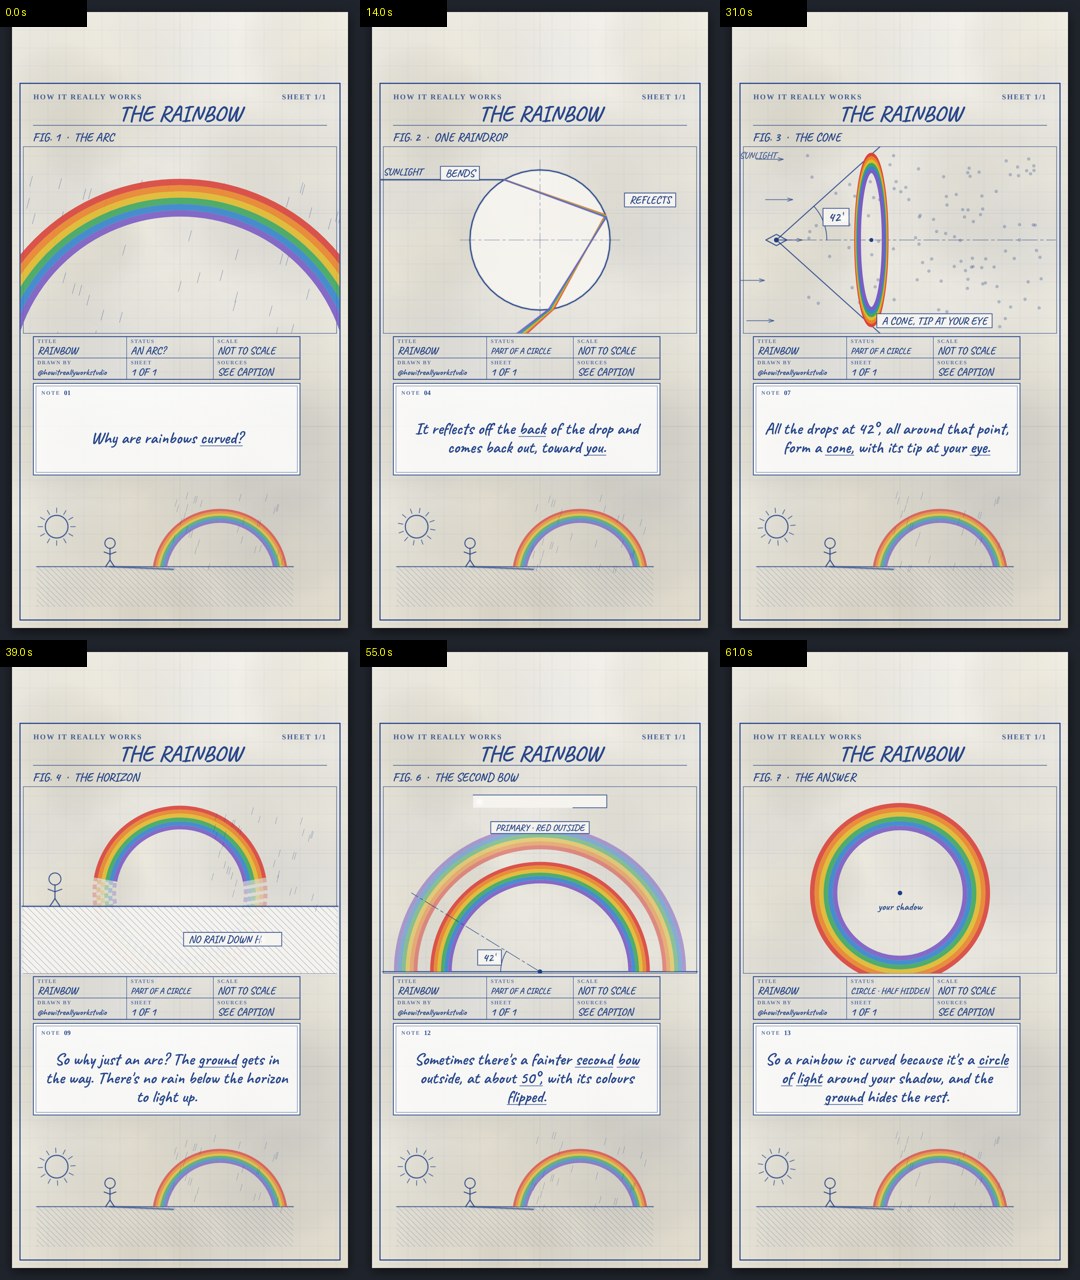 0.0s
HOW IT REALLY WORKS SHEET 1/1
THE RAINBOW
FIG. 1 · THE ARC
TITLE STATUS SCALE
RAINBOW AN ARC? NOT TO SCALE
DRAWN BY SHEET SOURCES
@howitreallyworkstudio 1 OF 1 SEE CAPTION
NOTE 01
Why are rainbows curved?
14.0s
HOW IT REALLY WORKS SHEET 1/1
THE RAINBOW
FIG. 2 · ONE RAINDROP
SUNLIGHT BENDS
REFLECTS
TITLE STATUS SCALE
RAINBOW PART OF A CIRCLE NOT TO SCALE
DRAWN BY SHEET SOURCES
@howitreallyworkstudio 1 OF 1 SEE CAPTION
NOTE 04
It reflects off the back of the drop and
comes back out, toward you.
31.0s
HOW IT REALLY WORKS SHEET 1/1
THE RAINBOW
FIG. 3 · THE CONE
SUNLIGHT
42°
A CONE, TIP AT YOUR EYE
TITLE STATUS SCALE
RAINBOW PART OF A CIRCLE NOT TO SCALE
DRAWN BY SHEET SOURCES
@howitreallyworkstudio 1 OF 1 SEE CAPTION
NOTE 07
All the drops at 42°, all around that point,
form a cone, with its tip at your eye.
39.0s
HOW IT REALLY WORKS SHEET 1/1
THE RAINBOW
FIG. 4 · THE HORIZON
NO RAIN DOWN H
TITLE STATUS SCALE
RAINBOW PART OF A CIRCLE NOT TO SCALE
DRAWN BY SHEET SOURCES
@howitreallyworkstudio 1 OF 1 SEE CAPTION
NOTE 09
So why just an arc? The ground gets in
the way. There's no rain below the horizon
to light up.
55.0s
HOW IT REALLY WORKS SHEET 1/1
THE RAINBOW
FIG. 6 · THE SECOND BOW
PRIMARY · RED OUTSIDE
42°
TITLE STATUS SCALE
RAINBOW PART OF A CIRCLE NOT TO SCALE
DRAWN BY SHEET SOURCES
@howitreallyworkstudio 1 OF 1 SEE CAPTION
NOTE 12
Sometimes there's a fainter second bow
outside, at about 50°, with its colours
flipped.
61.0s
HOW IT REALLY WORKS SHEET 1/1
THE RAINBOW
FIG. 7 · THE ANSWER
your shadow
TITLE STATUS SCALE
RAINBOW CIRCLE · HALF HIDDEN NOT TO SCALE
DRAWN BY SHEET SOURCES
@howitreallyworkstudio 1 OF 1 SEE CAPTION
NOTE 13
So a rainbow is curved because it's a circle
of light around your shadow, and the
ground hides the rest.